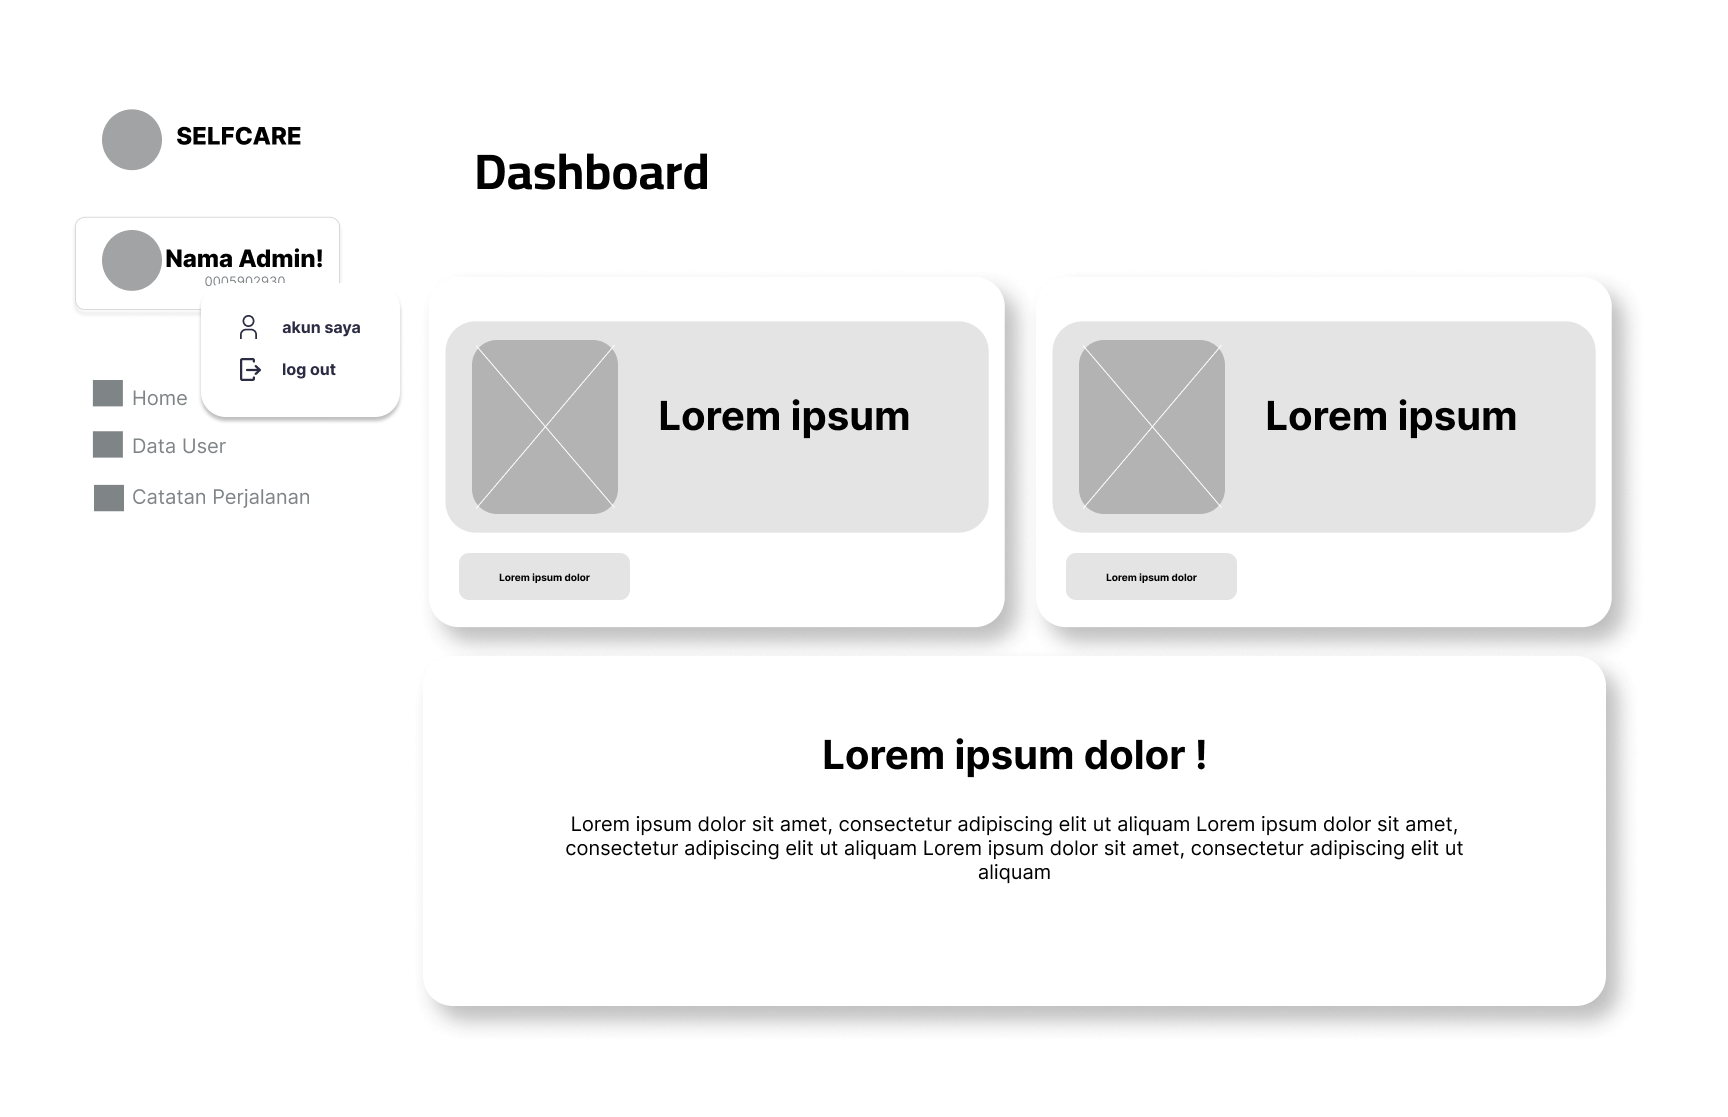 SELFCARE
Dashboard
Nama Admin!
0005902930
akun saya
log out
Home
Data User
Catatan Perjalanan
Lorem ipsum
Lorem ipsum dolor
Lorem ipsum
Lorem ipsum dolor
Lorem ipsum dolor !
Lorem ipsum dolor sit amet, consectetur adipiscing elit ut aliquam Lorem ipsum dolor sit amet,
consectetur adipiscing elit ut aliquam Lorem ipsum dolor sit amet, consectetur adipiscing elit ut
aliquam